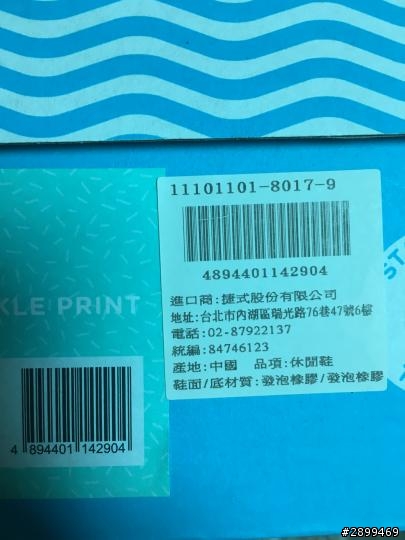 11101101-8017-9
4894401142904
進口商:捷式股份有限公司
地址:台北市內湖區瑞光路76巷47號6樓
電話:02-87922137
統編:84746123
產地:中國 品項:休閒鞋
鞋面/底材質:發泡橡膠/發泡橡膠
KLE PRINT
4 894401 142904
ST
#2899469